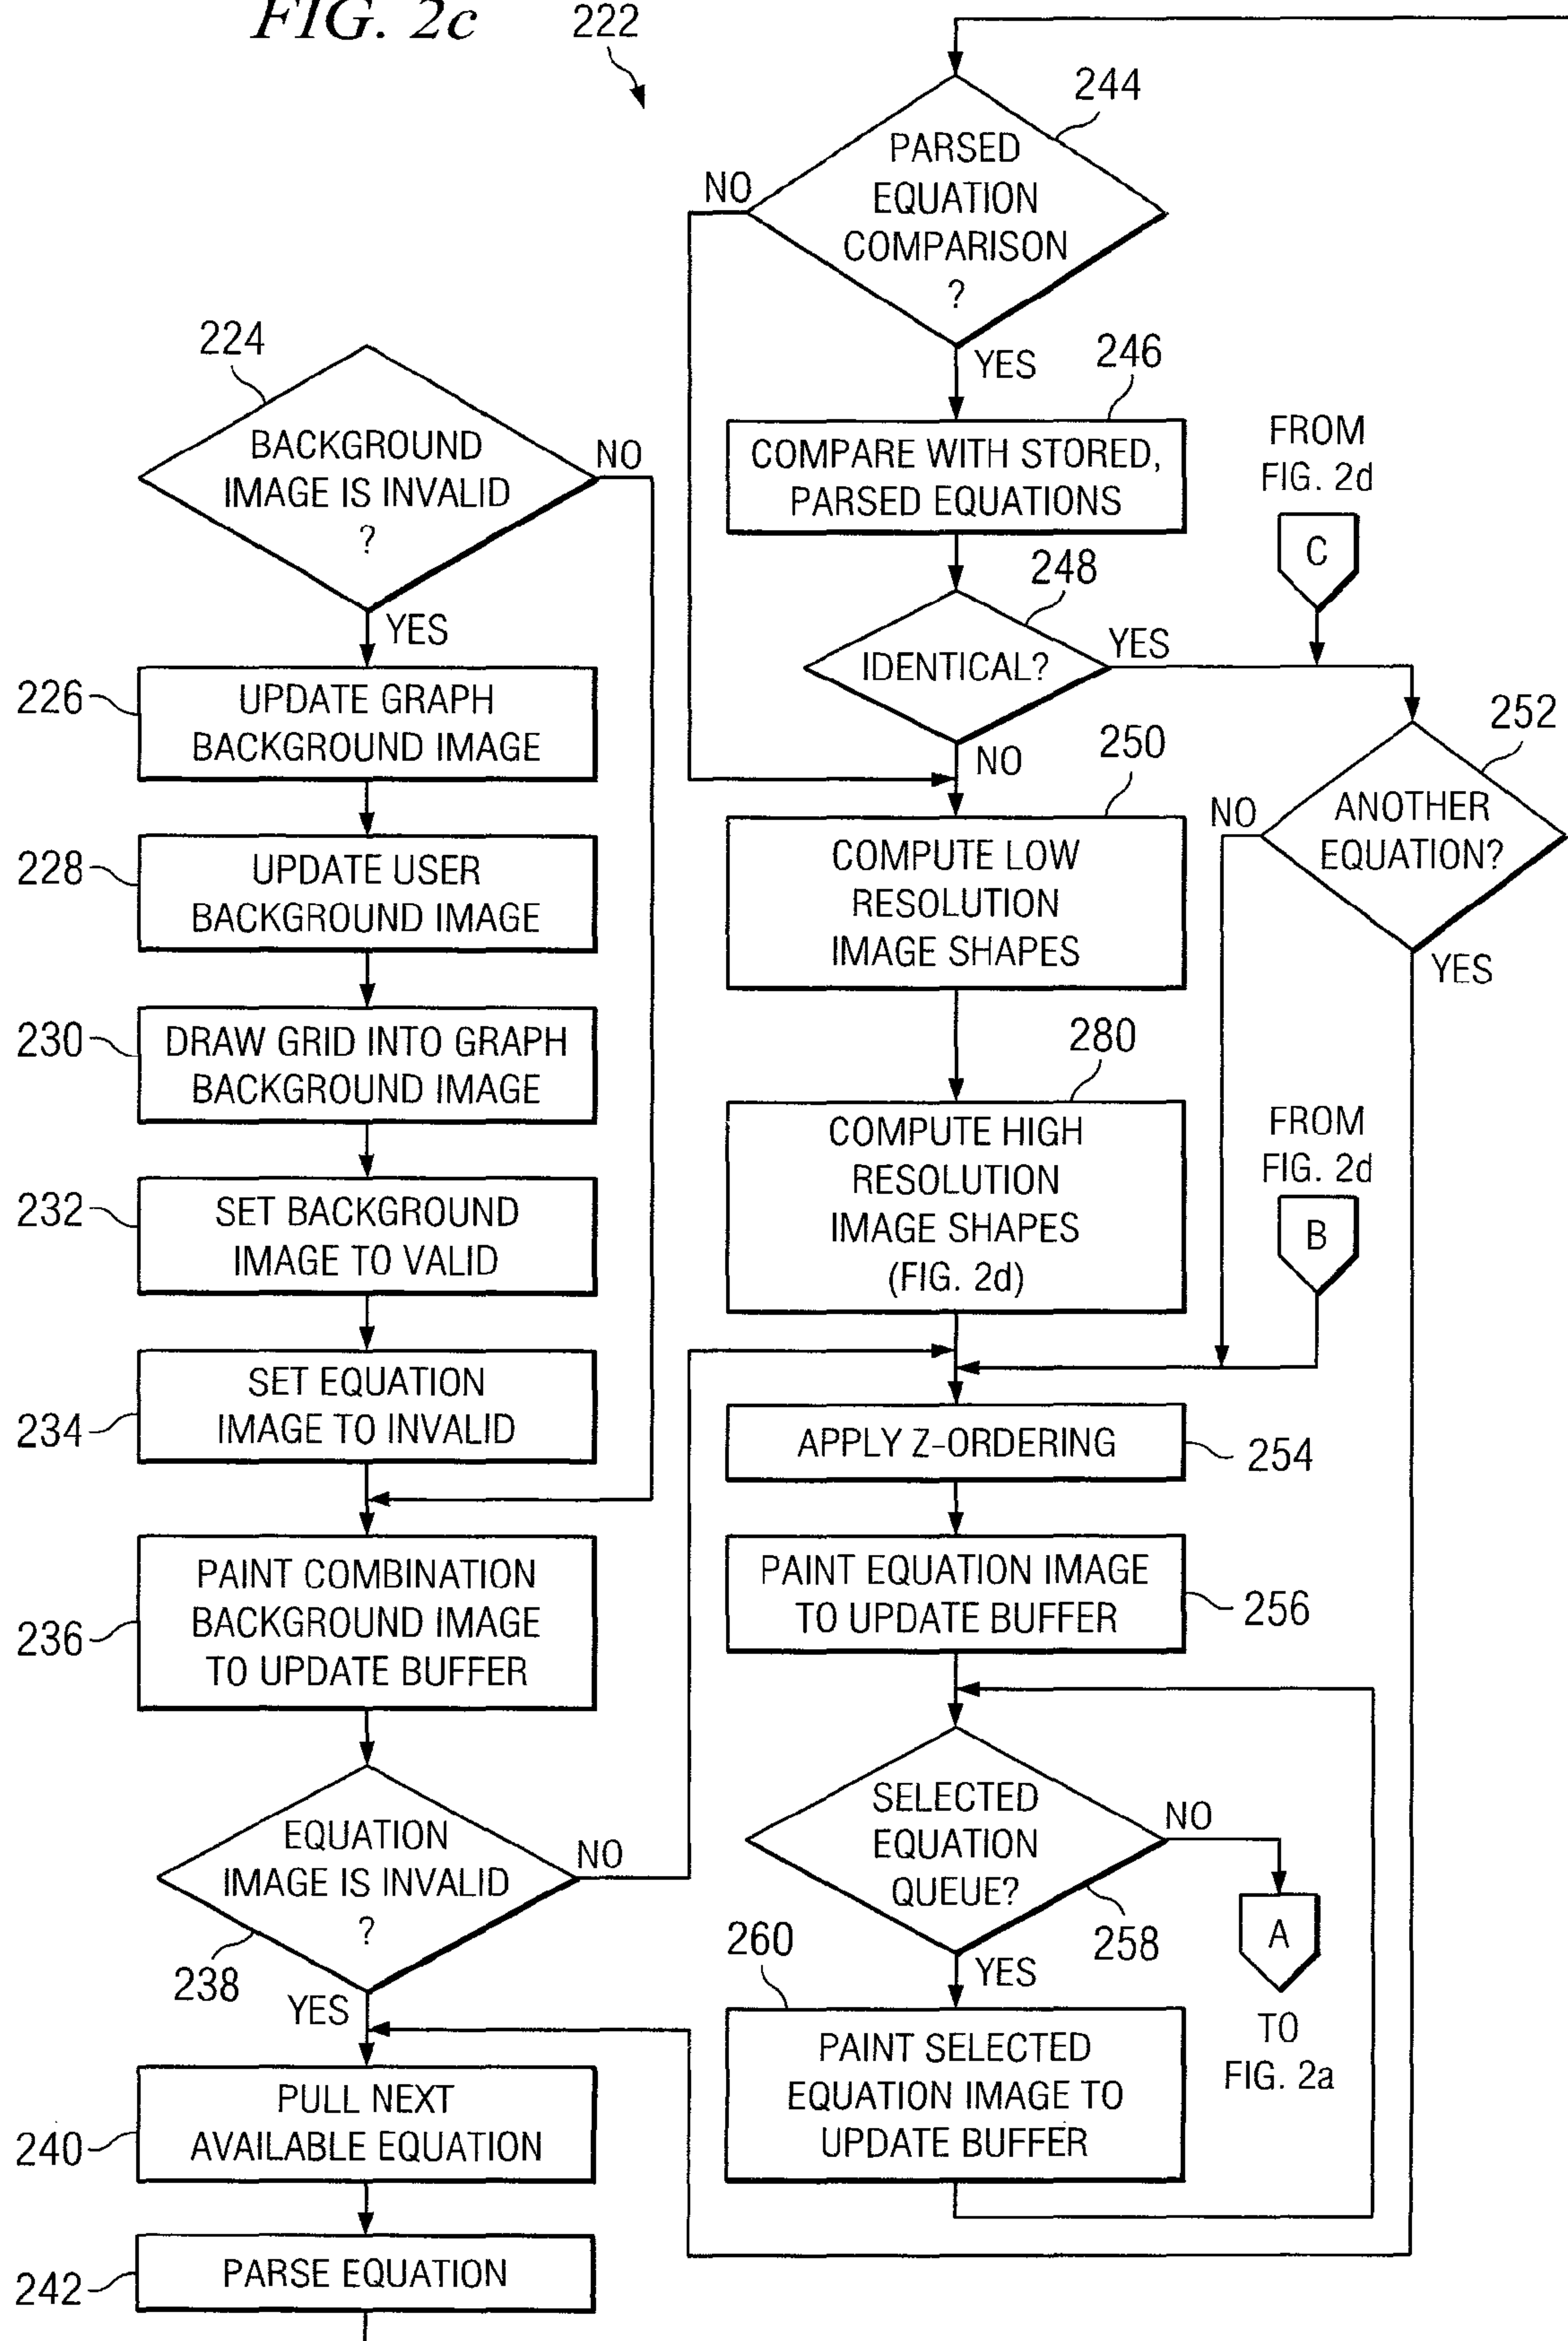 FIG. 2c
222
224
BACKGROUND
IMAGE IS INVALID
?
NO
YES
226
UPDATE GRAPH
BACKGROUND IMAGE
228
UPDATE USER
BACKGROUND IMAGE
230
DRAW GRID INTO GRAPH
BACKGROUND IMAGE
232
SET BACKGROUND
IMAGE TO VALID
234
SET EQUATION
IMAGE TO INVALID
236
PAINT COMBINATION
BACKGROUND IMAGE
TO UPDATE BUFFER
EQUATION
IMAGE IS INVALID
?
NO
238
YES
240
PULL NEXT
AVAILABLE EQUATION
242
PARSE EQUATION
244
PARSED
EQUATION
COMPARISON
?
NO
YES
246
COMPARE WITH STORED,
PARSED EQUATIONS
248
IDENTICAL?
YES
NO
250
COMPUTE LOW
RESOLUTION
IMAGE SHAPES
280
COMPUTE HIGH
RESOLUTION
IMAGE SHAPES
(FIG. 2d)
APPLY Z-ORDERING
254
PAINT EQUATION IMAGE
TO UPDATE BUFFER
256
SELECTED
EQUATION
QUEUE?
NO
258
YES
260
PAINT SELECTED
EQUATION IMAGE TO
UPDATE BUFFER
FROM
FIG. 2d
C
252
ANOTHER
EQUATION?
NO
YES
FROM
FIG. 2d
B
A
TO
FIG. 2a